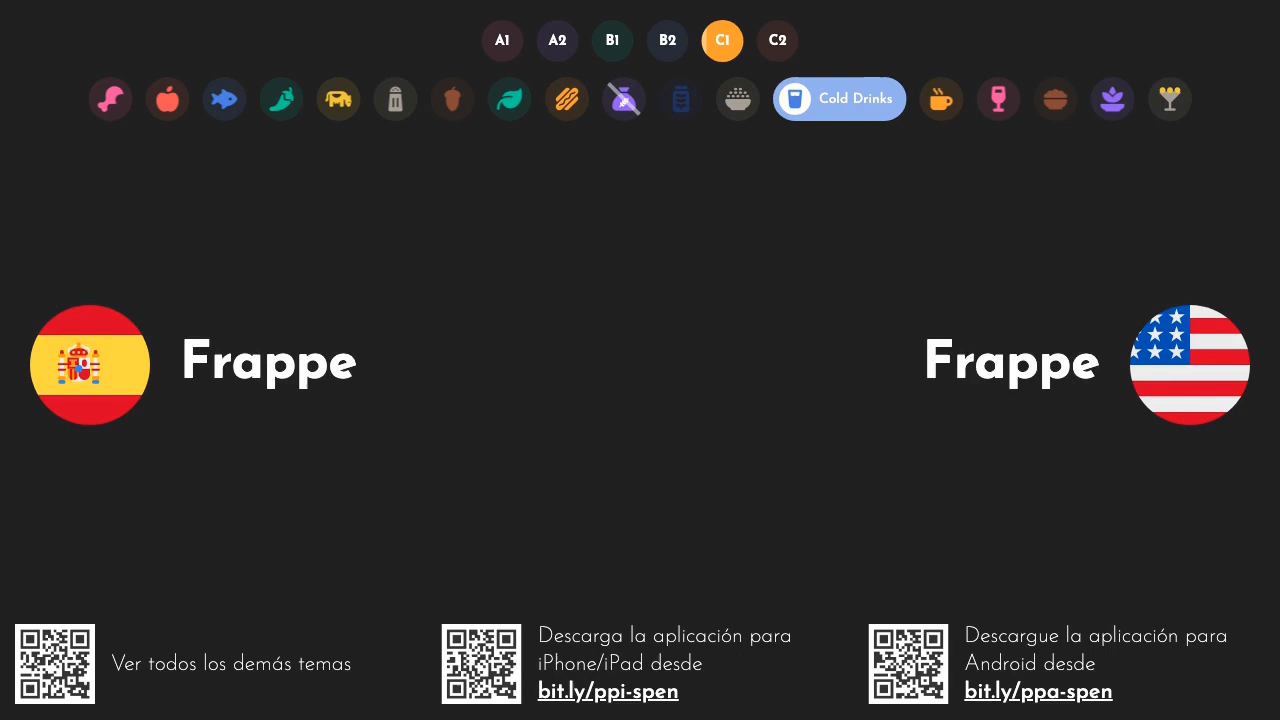 A1 A2 B1 B2 C1 C2
Cold Drinks
Frappe
Frappe
Ver todos los demás temas
Descarga la aplicación para
iPhone/iPad desde
bit.ly/ppi-spen
Descargue la aplicación para
Android desde
bit.ly/ppa-spen